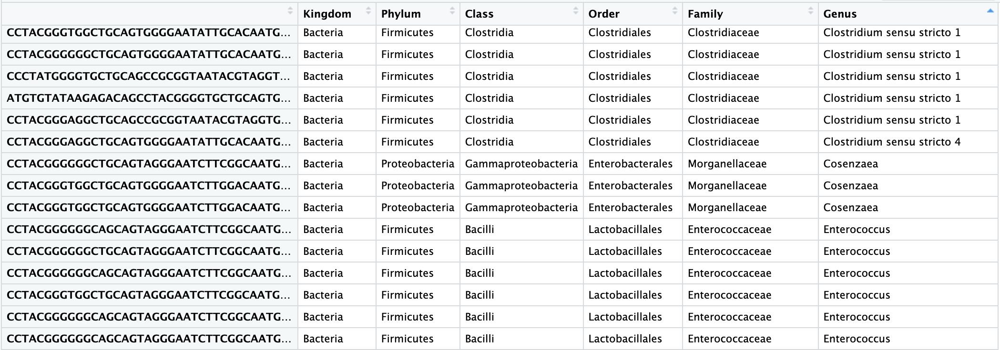 Kingdom Phylum Class Order Family Genus
CCTACGGGTGGCTGCAGTGGGGAATATTGCACAATG... Bacteria Firmicutes Clostridia Clostridiales Clostridiaceae Clostridium sensu stricto 1
CCTACGGGGGGCTGCAGTGGGGAATATTGCACAATG... Bacteria Firmicutes Clostridia Clostridiales Clostridiaceae Clostridium sensu stricto 1
CCCTATGGGGTGCTGCAGCCGCGGTAATACGTAGGT... Bacteria Firmicutes Clostridia Clostridiales Clostridiaceae Clostridium sensu stricto 1
ATGTGTATAAGAGACAGCCTACGGGGTGCTGCAGTG... Bacteria Firmicutes Clostridia Clostridiales Clostridiaceae Clostridium sensu stricto 1
CCTACGGGAGGCTGCAGCCGCGGTAATACGTAGGTG... Bacteria Firmicutes Clostridia Clostridiales Clostridiaceae Clostridium sensu stricto 1
CCTACGGGAGGCTGCAGTGGGGAATATTGCACAATG... Bacteria Firmicutes Clostridia Clostridiales Clostridiaceae Clostridium sensu stricto 4
CCTACGGGGGGCTGCAGTAGGGAATCTTCGGCAATG... Bacteria Proteobacteria Gammaproteobacteria Enterobacterales Morganellaceae Cosenzaea
CCTACGGGTGGCTGCAGTGGGGAATCTTGGACAATG... Bacteria Proteobacteria Gammaproteobacteria Enterobacterales Morganellaceae Cosenzaea
CCTACGGGTGGCTGCAGTGGGGAATCTTGGACAATG... Bacteria Proteobacteria Gammaproteobacteria Enterobacterales Morganellaceae Cosenzaea
CCTACGGGGGGCAGCAGTAGGGAATCTTCGGCAATG... Bacteria Firmicutes Bacilli Lactobacillales Enterococcaceae Enterococcus
CCTACGGGGGGCTGCAGTAGGGAATCTTCGGCAATG... Bacteria Firmicutes Bacilli Lactobacillales Enterococcaceae Enterococcus
CCTACGGGGGGCAGCAGTAGGGAATCTTCGGCAATG... Bacteria Firmicutes Bacilli Lactobacillales Enterococcaceae Enterococcus
CCTACGGGTGGCTGCAGTAGGGAATCTTCGGCAATG... Bacteria Firmicutes Bacilli Lactobacillales Enterococcaceae Enterococcus
CCTACGGGGGGCAGCAGTAGGGAATCTTCGGCAATG... Bacteria Firmicutes Bacilli Lactobacillales Enterococcaceae Enterococcus
CCTACGGGGGGCAGCAGTAGGGAATCTTCGGCAATG... Bacteria Firmicutes Bacilli Lactobacillales Enterococcaceae Enterococcus